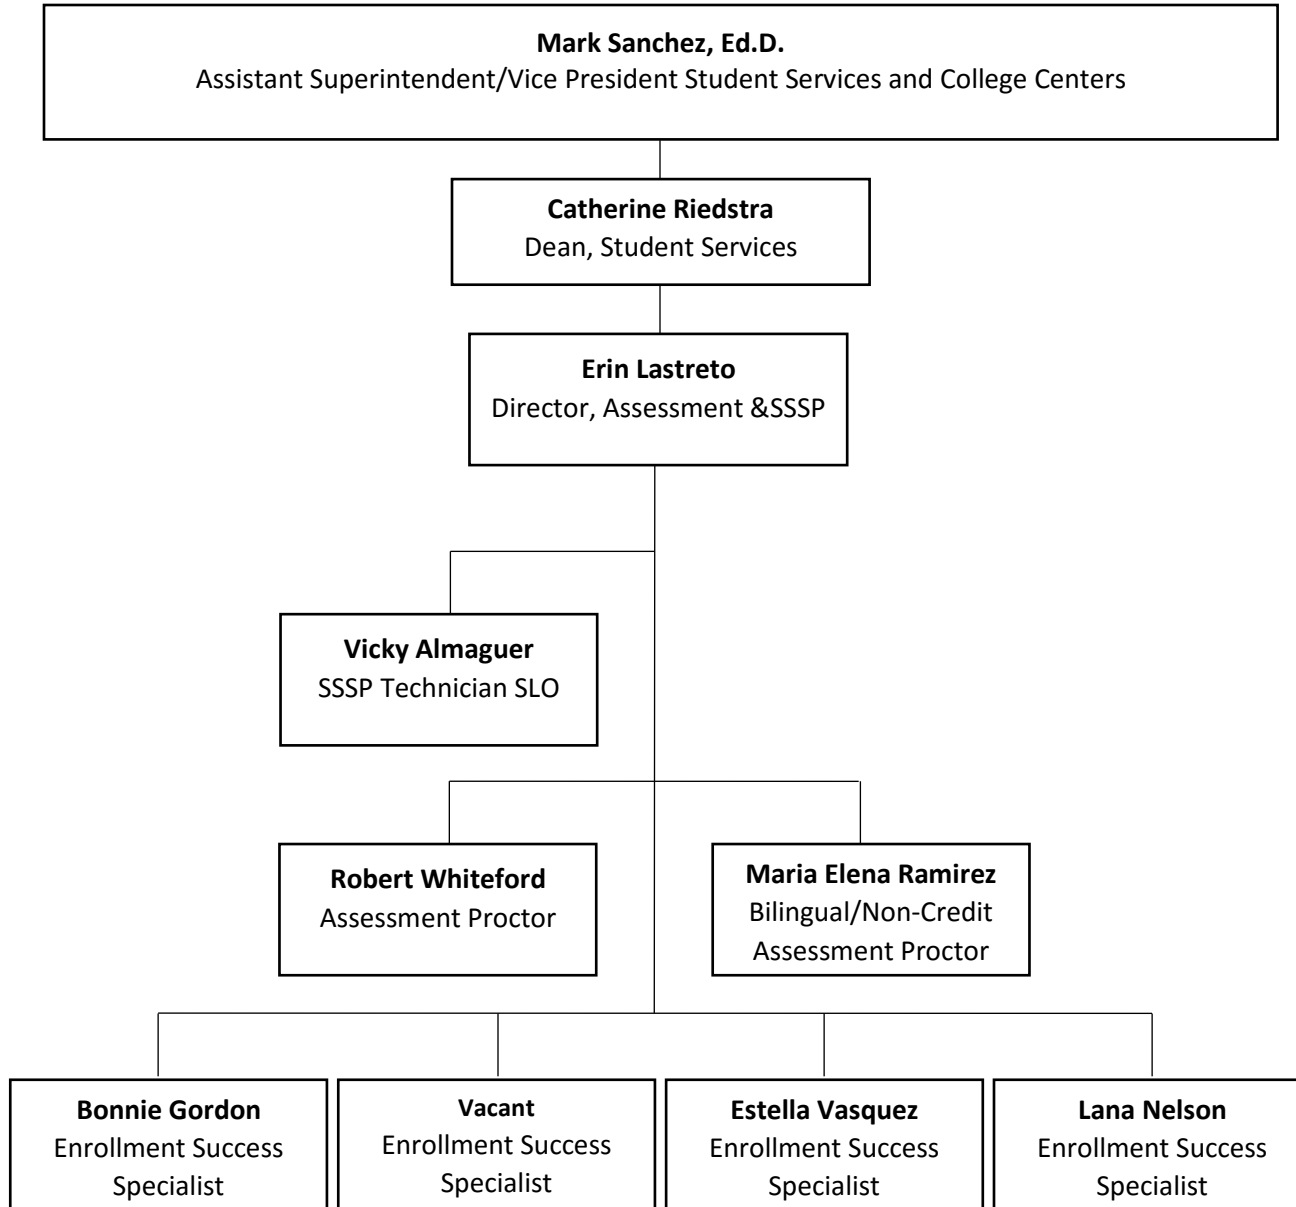 Mark Sanchez, Ed.D.
Assistant Superintendent/Vice President Student Services and College Centers
Catherine Riedstra
Dean, Student Services
Erin Lastreto
Director, Assessment &SSSP
Vicky Almaguer
SSSP Technician SLO
Robert Whiteford
Assessment Proctor
Maria Elena Ramirez
Bilingual/Non-Credit
Assessment Proctor
Bonnie Gordon
Enrollment Success
Specialist
Vacant
Enrollment Success
Specialist
Estella Vasquez
Enrollment Success
Specialist
Lana Nelson
Enrollment Success
Specialist